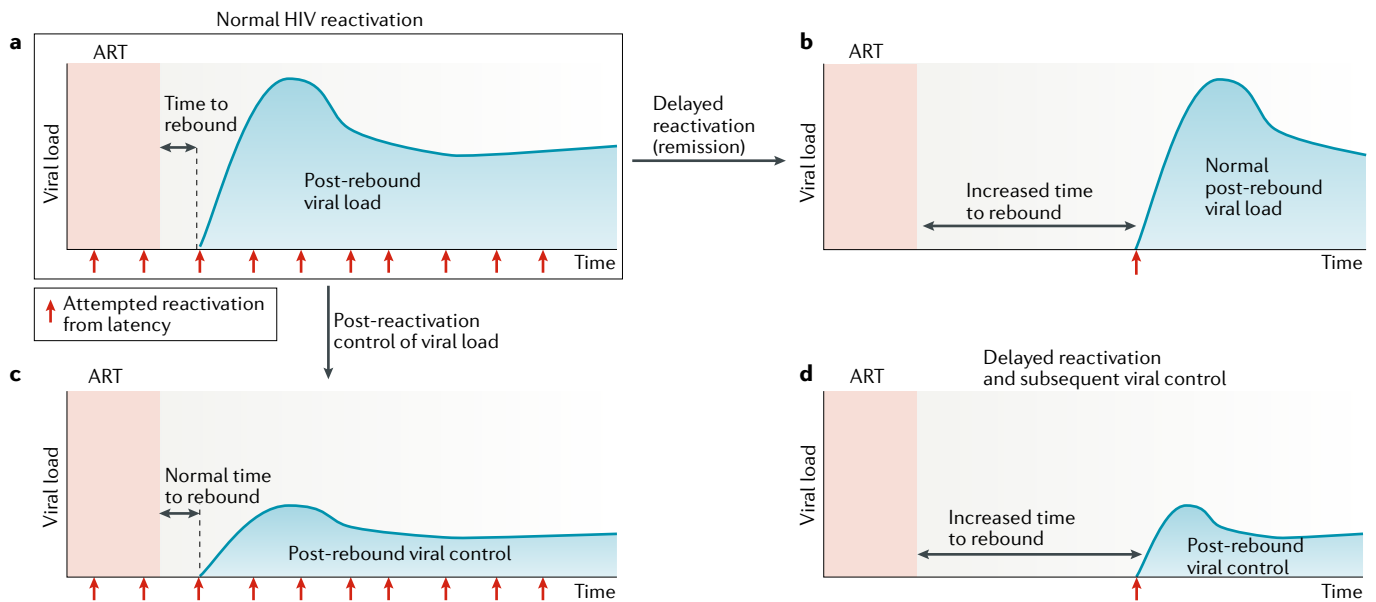 Normal HIV reactivation
a
ART
Viral load
Time to
rebound
Post-rebound
viral load
Time
Attempted reactivation
from latency
Delayed
reactivation
(remission)
b
ART
Viral load
Increased time
to rebound
Normal
post-rebound
viral load
Time
Post-reactivation
control of viral load
c
ART
Viral load
Normal time
to rebound
Post-rebound viral control
Time
Delayed reactivation
and subsequent viral control
d
ART
Viral load
Increased time
to rebound
Post-rebound
viral control
Time